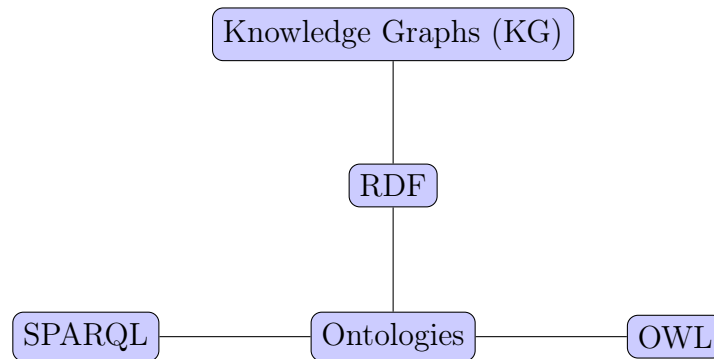 Knowledge Graphs (KG)
RDF
SPARQL
Ontologies
OWL